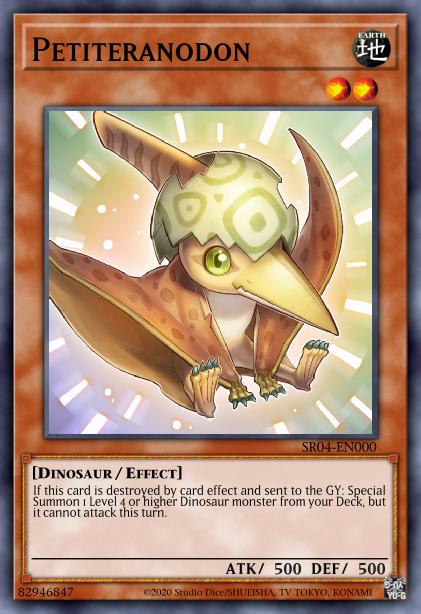 PETITERANODON
EARTH
地
SR04-EN000
[DINOSAUR / EFFECT]
If this card is destroyed by card effect and sent to the GY: Special
Summon 1 Level 4 or higher Dinosaur monster from your Deck, but
it cannot attack this turn.
ATK/ 500 DEF/ 500
82946847
©2020 Studio Dice/SHUEISHA, TV TOKYO, KONAMI